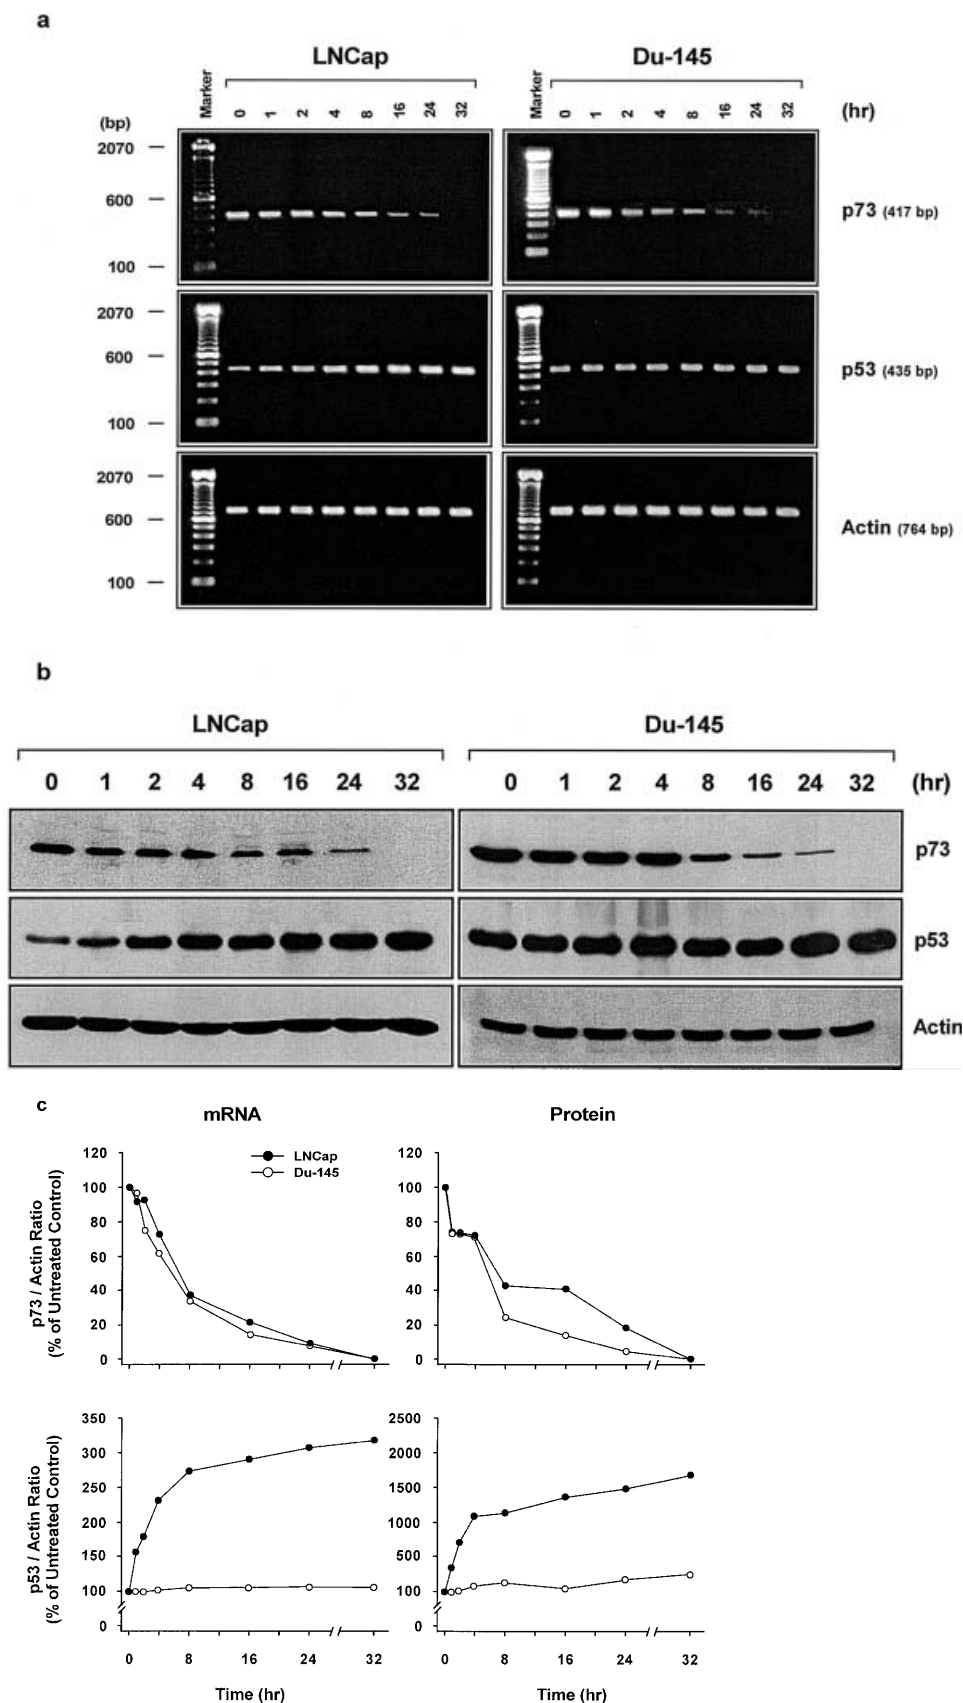 a
LNCap
Du-145
Marker
0 1 2 4 8 16 24 32
Marker
0 1 2 4 8 16 24 32
(hr)
(bp)
2070
600
100
p73 (417 bp)
2070
600
100
p53 (435 bp)
2070
600
100
Actin (764 bp)
b
LNCap
Du-145
0 1 2 4 8 16 24 32
0 1 2 4 8 16 24 32 (hr)
p73
p53
Actin
c
mRNA
Protein
p73 / Actin Ratio
(% of Untreated Control)
120
100
80
60
40
20
0
LNCap
Du-145
120
100
80
60
40
20
0
p53 / Actin Ratio
(% of Untreated Control)
350
300
250
200
150
100
0
2500
2000
1500
1000
500
100
0
0 8 16 24 32
0 8 16 24 32
Time (hr)
Time (hr)